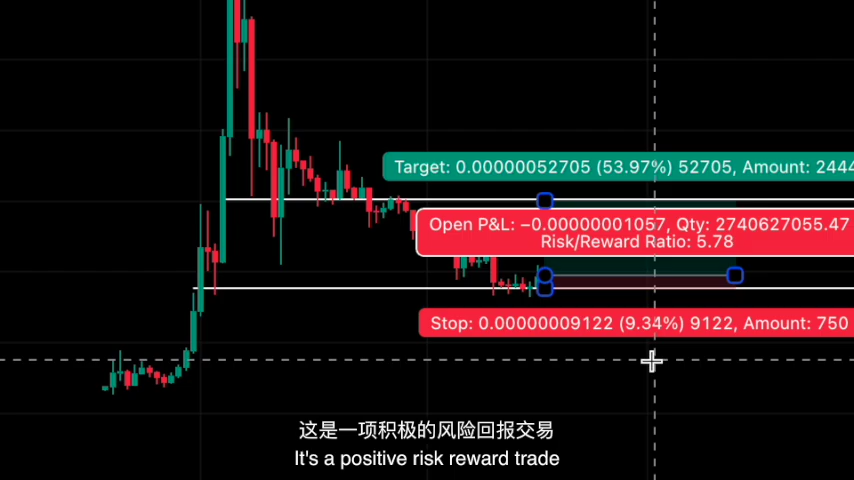 Target: 0.00000052705 (53.97%) 52705, Amount: 2444
Open P&L: −0.00000001057, Qty: 2740627055.47
Risk/Reward Ratio: 5.78
Stop: 0.00000009122 (9.34%) 9122, Amount: 750
这是一项积极的风险回报交易
It's a positive risk reward trade